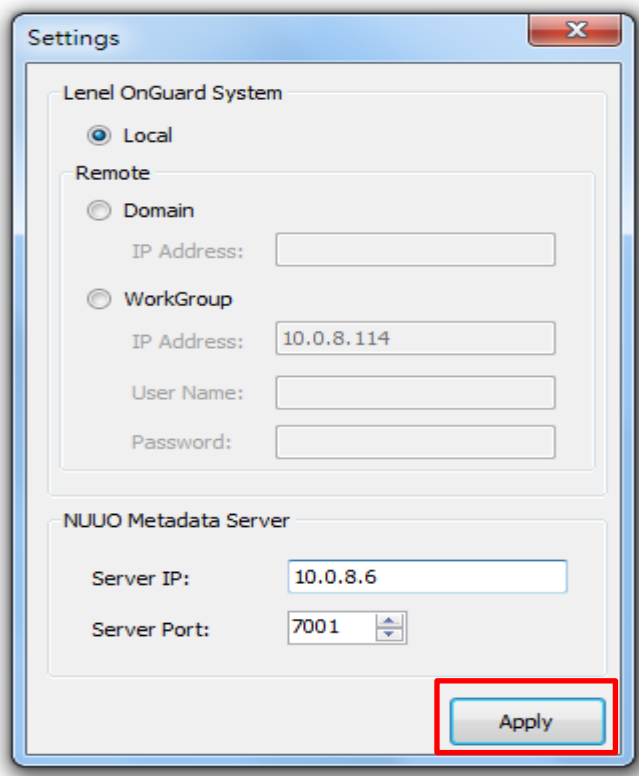 Settings
Lenel OnGuard System
Local
Remote
Domain
IP Address:
WorkGroup
IP Address: 10.0.8.114
User Name:
Password:
NUUO Metadata Server
Server IP: 10.0.8.6
Server Port: 7001
Apply